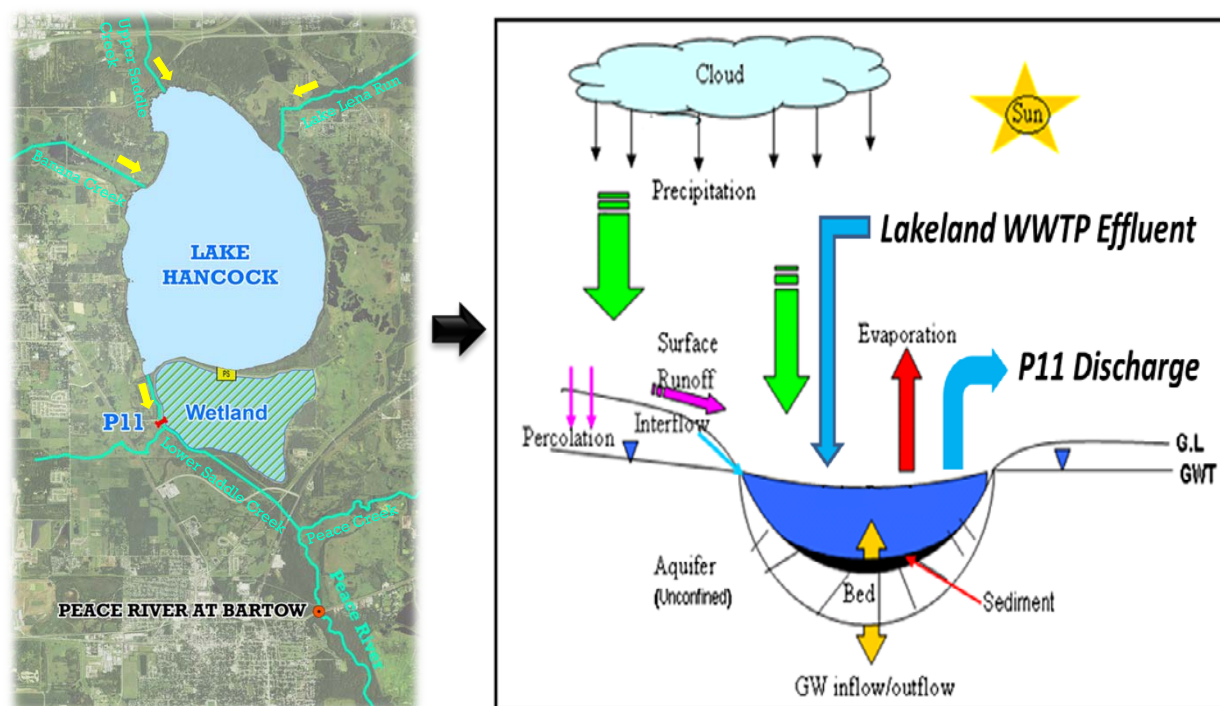 Upper Saddle
Creek
Lake Lena Run
Banana Creek
LAKE
HANCOCK
PS
Wetland
P11
Lower Saddle Creek
Peace Creek
PEACE RIVER AT BARTOW
Peace River
Cloud
Sun
Precipitation
Lakeland WWTP Effluent
Surface
Runoff
Evaporation
P11 Discharge
Percolation
Interflow
G.L
GWT
Aquifer
(Unconfined)
Bed
Sediment
GW inflow/outflow